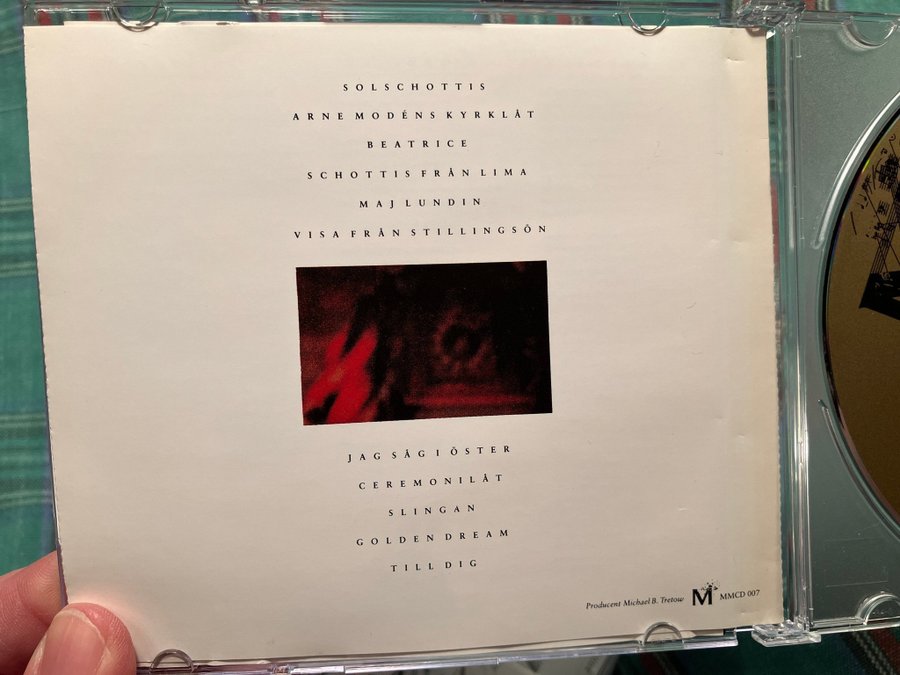 SOLSCHOTTIS
ARNE MODÉNS KYRKLÅT
BEATRICE
SCHOTTIS FRÅN LIMA
MAJ LUNDIN
VISA FRÅN STILLINGSÖN
JAG SÅG I ÖSTER
CEREMONILÅT
SLINGAN
GOLDEN DREAM
TILL DIG
Producent Michael B. Tretow M MMCD 007